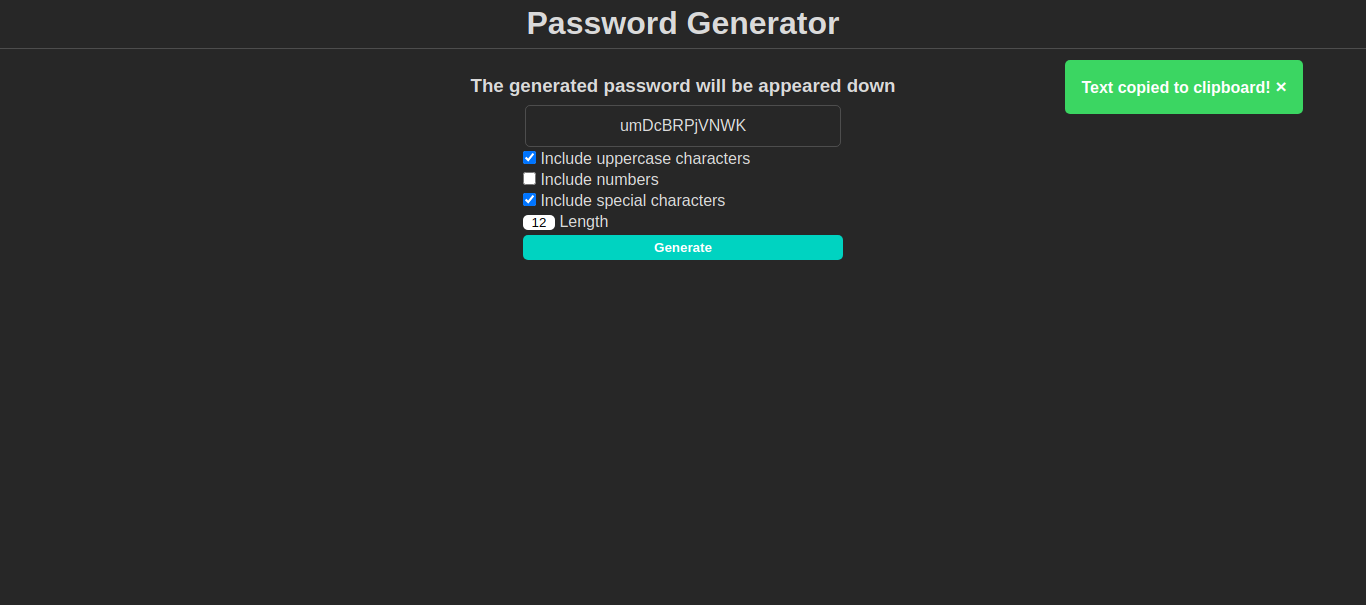 Password Generator
The generated password will be appeared down
Text copied to clipboard! ×
umDcBRPjVNWK
Include uppercase characters
Include numbers
Include special characters
12 Length
Generate